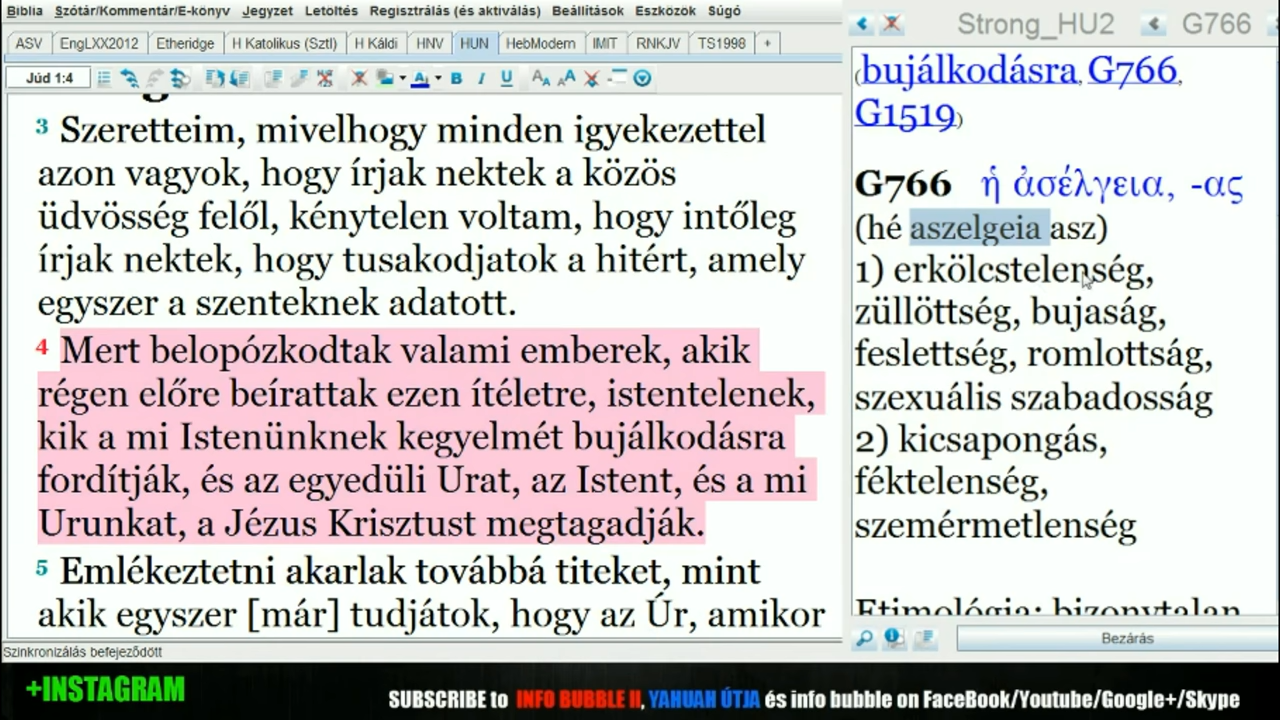 Biblia Szótár/Kommentár/E-könyv Jegyzet Letöltés Regisztrálás (és aktiválás) Beállítások Eszközök Súgó
ASV EngLXX2012 Etheridge H Katolikus (Sztl) H Káldi HNV HUN HebModern IMIT RNKJV TS1998 +
Júd 1:4
3 Szeretteim, mivelhogy minden igyekezettel
azon vagyok, hogy írjak nektek a közös
üdvösség felől, kénytelen voltam, hogy intőleg
írjak nektek, hogy tusakodjatok a hitért, amely
egyszer a szenteknek adatott.
4 Mert belopózkodtak valami emberek, akik
régen előre beírattak ezen ítéletre, istentelenek,
kik a mi Istenünknek kegyelmét bujálkodásra
fordítják, és az egyedüli Urat, az Istent, és a mi
Urunkat, a Jézus Krisztust megtagadják.
5 Emlékeztetni akarlak továbbá titeket, mint
akik egyszer [már] tudjátok, hogy az Úr, amikor
Szinkronizálás befejeződött
Strong_HU2 G766
(bujálkodásra, G766,
G1519)
G766 ἡ ἀσέλγεια, -ας
(hé aszelgeia asz)
1) erkölcstelenség,
züllöttség, bujaság,
feslettség, romlottság,
szexuális szabadosság
2) kicsapongás,
féktelenség,
szemérmetlenség
Etimológia: bizonytalan
Bezárás
+INSTAGRAM
SUBSCRIBE to INFO BUBBLE II, YAHUAH ÚTJA és info bubble on FaceBook/Youtube/Google+/Skype